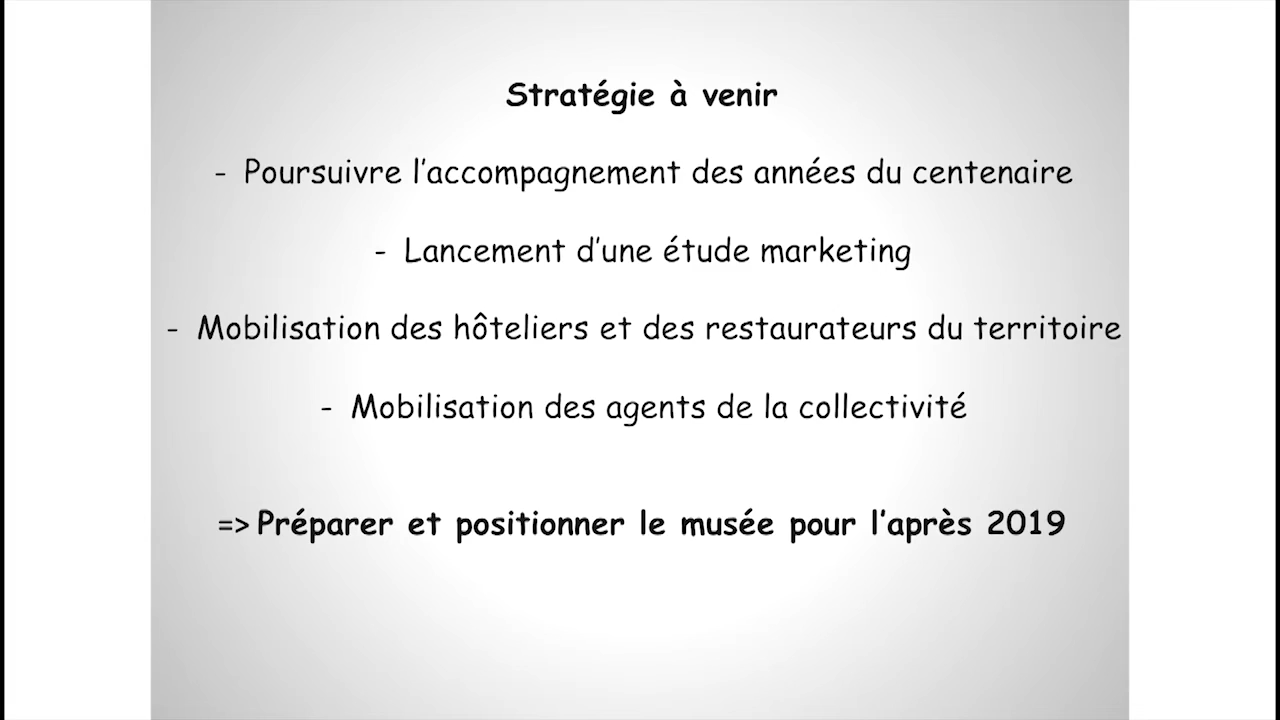 Stratégie à venir
- Poursuivre l’accompagnement des années du centenaire
- Lancement d’une étude marketing
- Mobilisation des hôteliers et des restaurateurs du territoire
- Mobilisation des agents de la collectivité
=> Préparer et positionner le musée pour l’après 2019